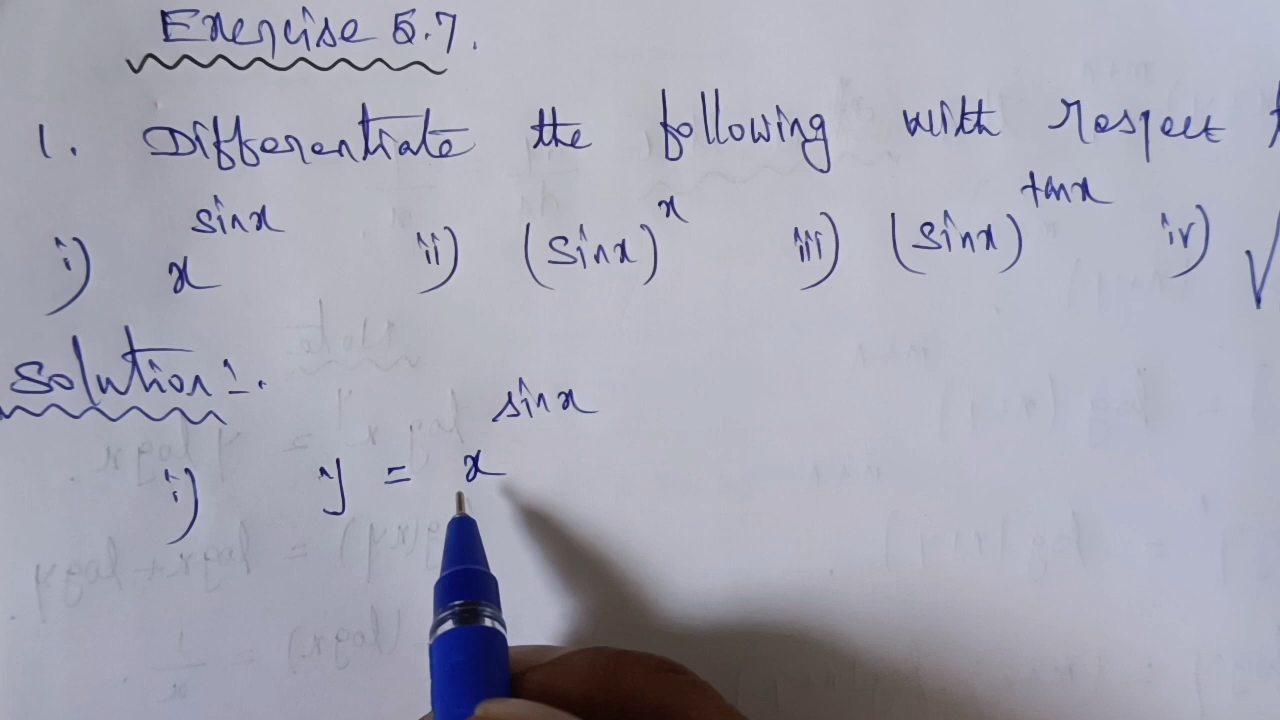 Exercise 5.7.
1. Differentiate the following with respect
i) x^sinx ii) (sinx)^x iii) (sinx)^tanx iv) √
Solution:-
i) y = x^sinx